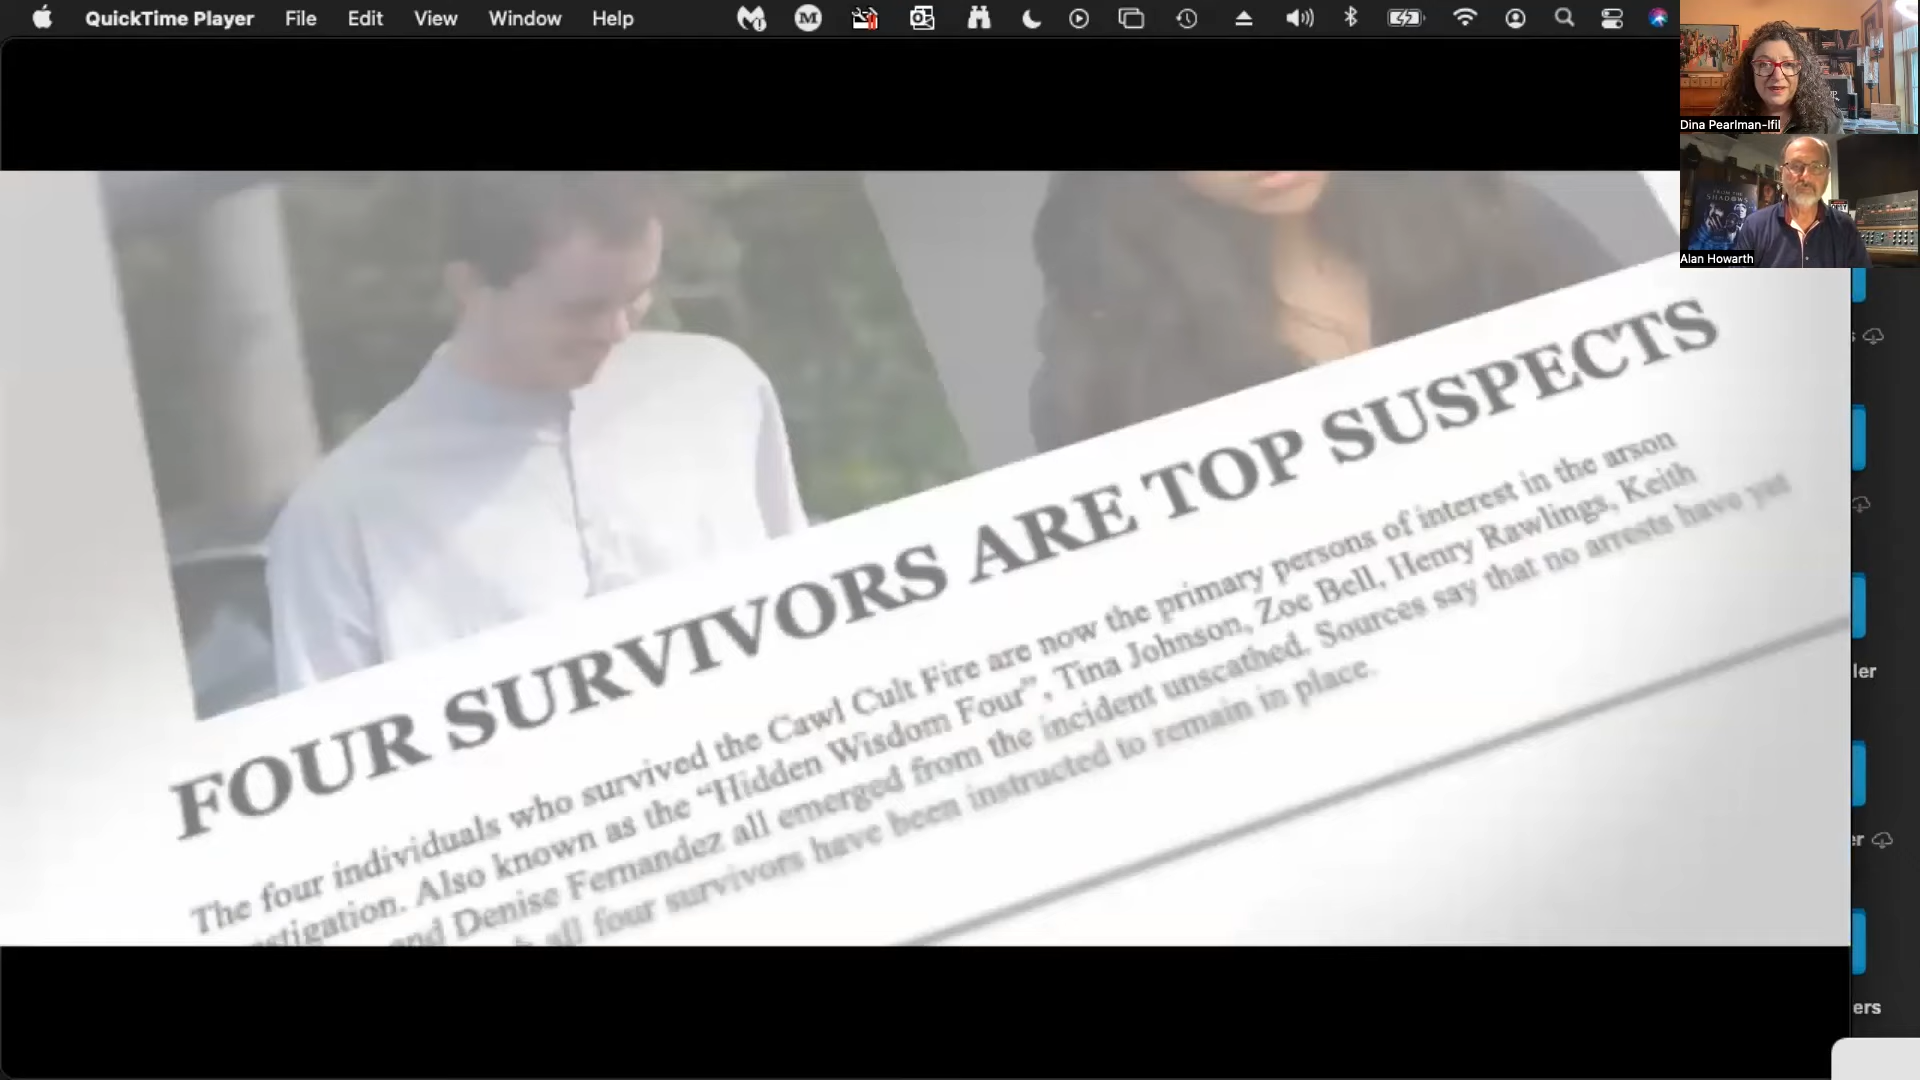 QuickTime Player File Edit View Window Help
Dina Pearlman-Ifil
FROM THE
SHADOWS
Alan Howarth
FOUR SURVIVORS ARE TOP SUSPECTS
The four individuals who survived the Cawl Cult Fire are now the primary persons of interest in the arson
stigation. Also known as the “Hidden Wisdom Four”, Tina Johnson, Zoe Bell, Henry Rawlings, Keith
and Denise Fernandez all emerged from the incident unscathed. Sources say that no arrests have yet
all four survivors have been instructed to remain in place.
ler
er
ers